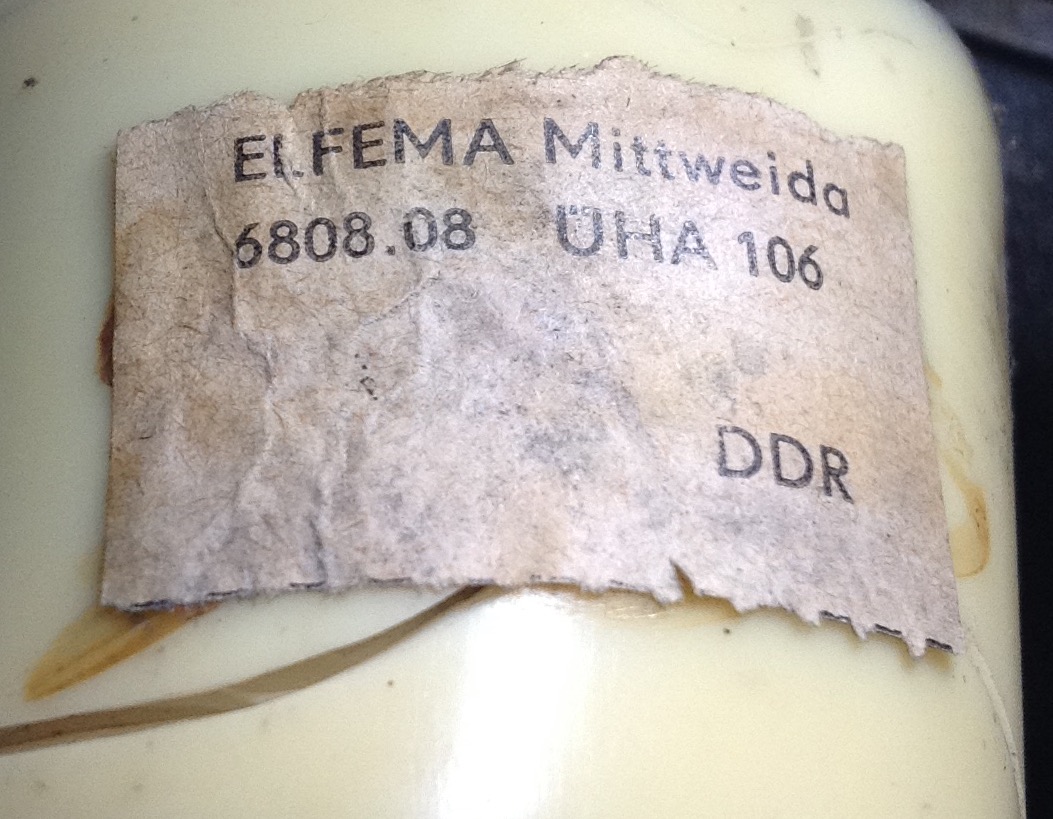 ELFEMA Mittweida
6808.08 ÜHA 106
DDR